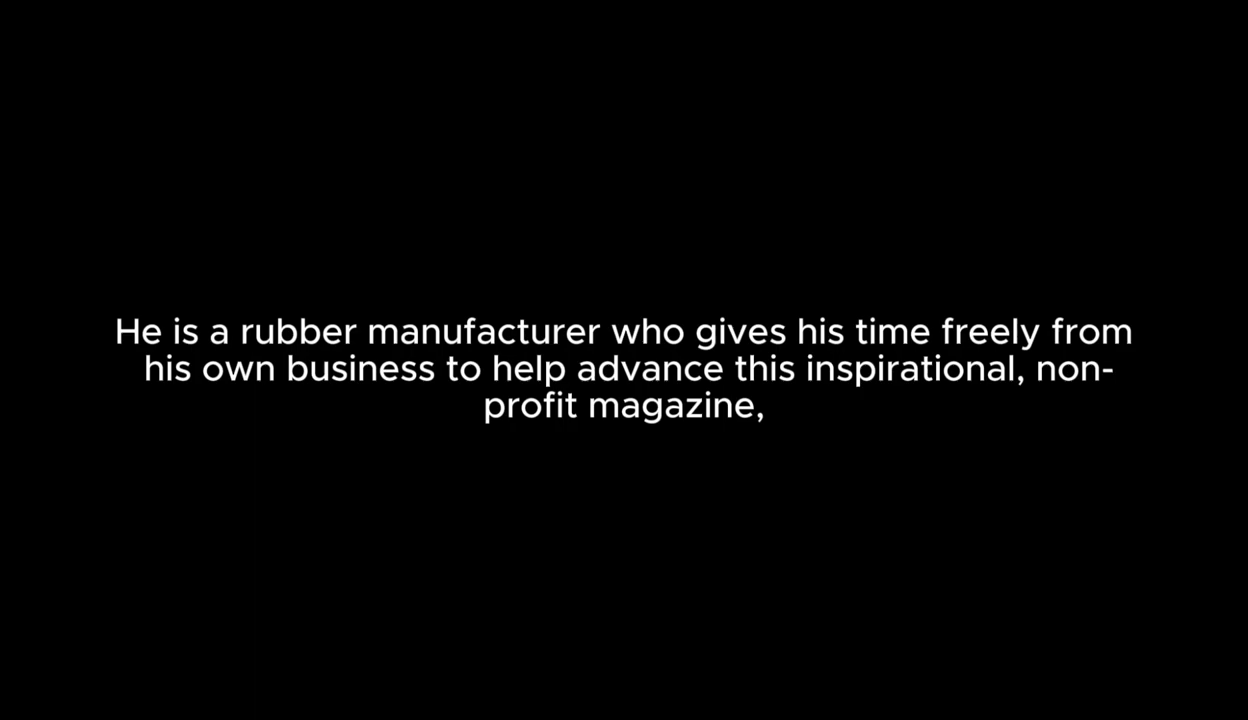 He is a rubber manufacturer who gives his time freely from
his own business to help advance this inspirational, non-
profit magazine,